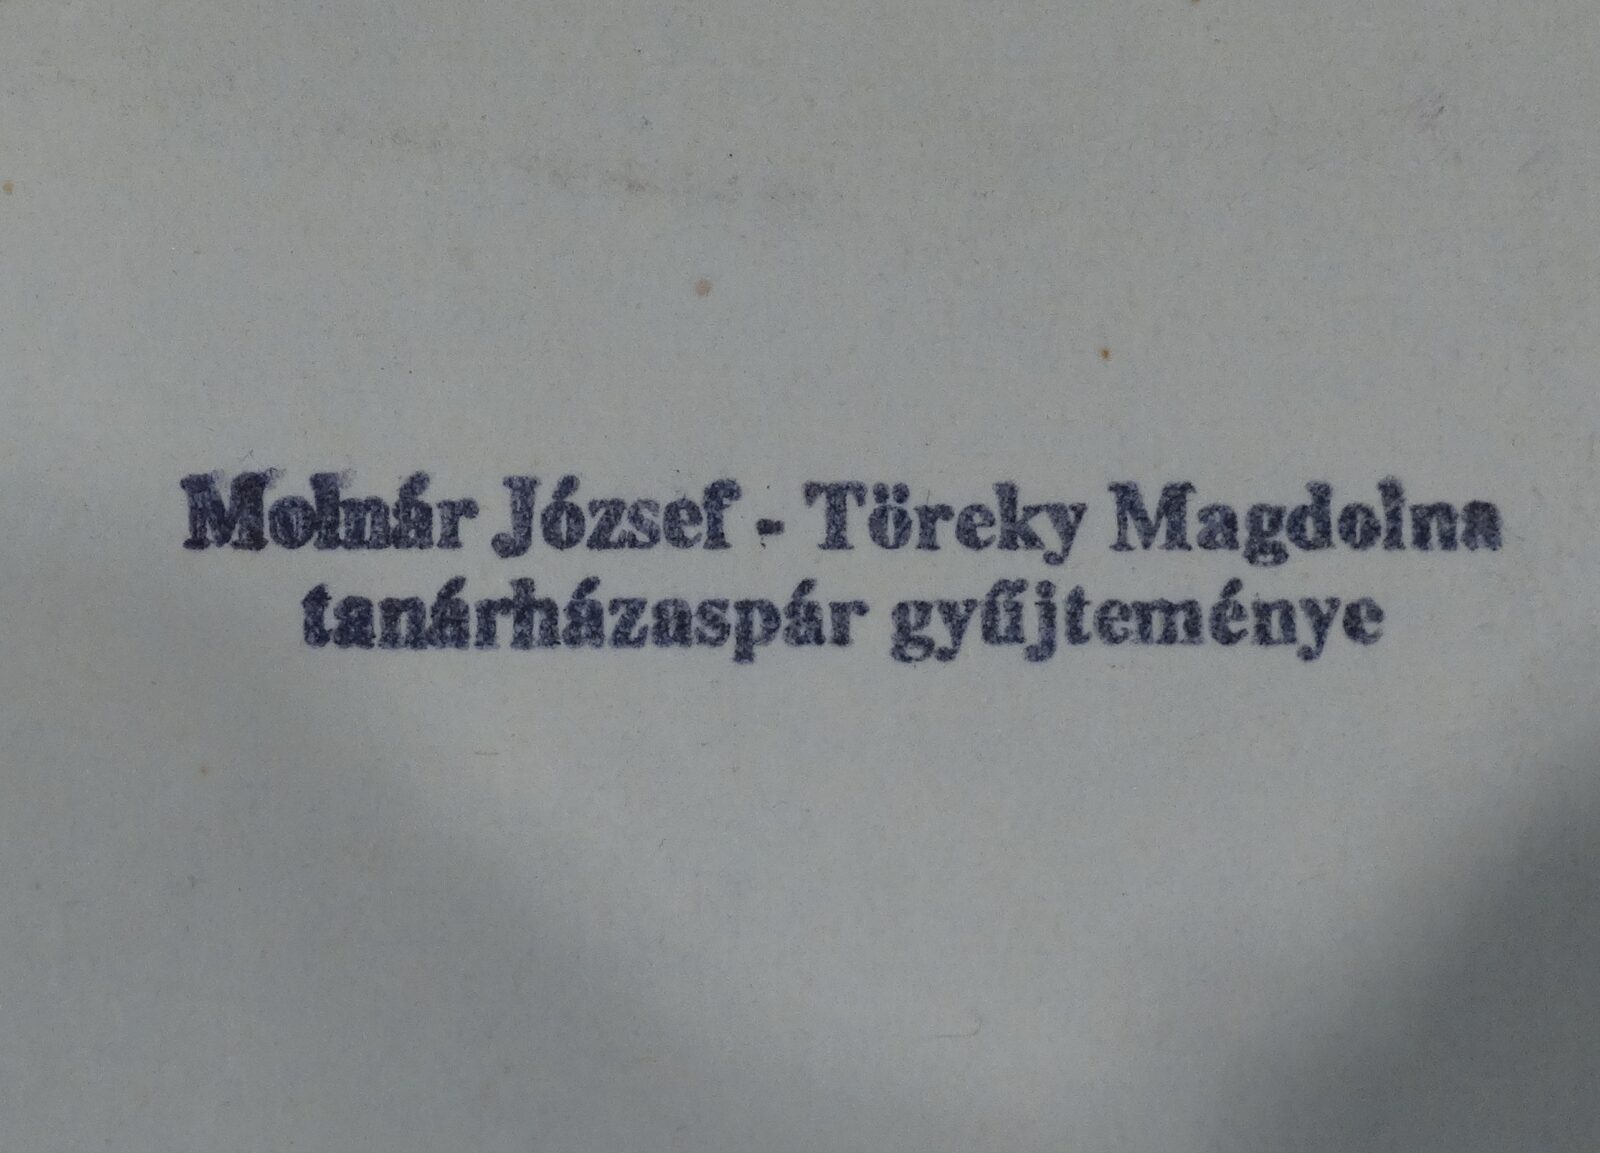 Molnár József - Töreky Magdolna
tanárházaspár gyűjteménye